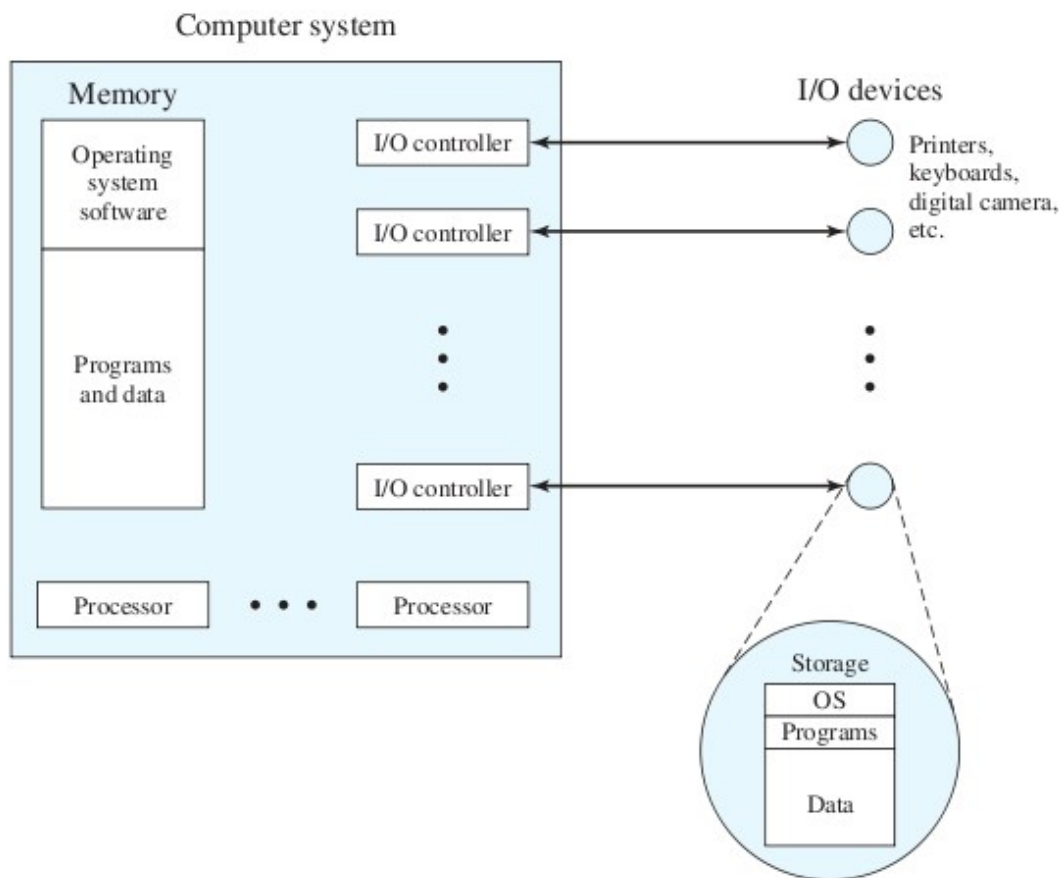 Computer system
Memory
Operating
system
software
Programs
and data
I/O controller
I/O controller
I/O controller
Processor
Processor
I/O devices
Printers,
keyboards,
digital camera,
etc.
Storage
OS
Programs
Data